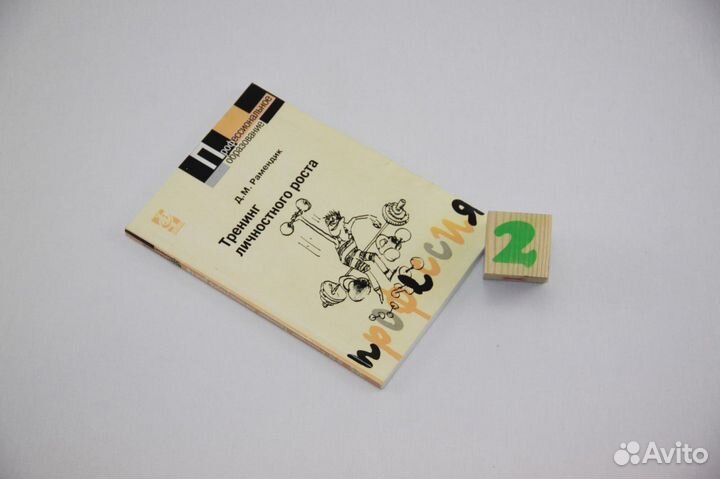 Профессиональное
образование
Д.М. Рамендик
Тренинг
личностного роста
профессия
2
Avito